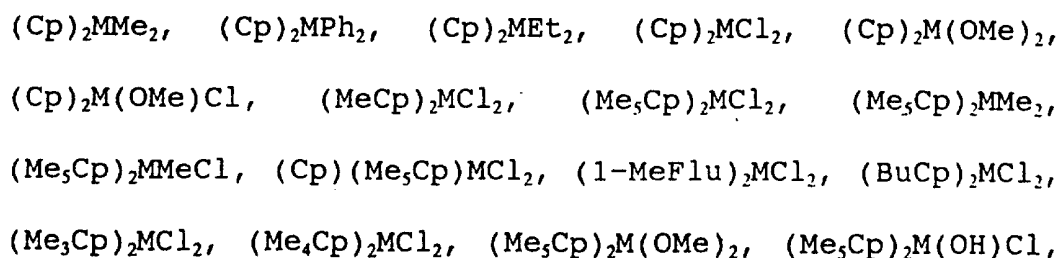 (Cp)₂MMe₂, (Cp)₂MPh₂, (Cp)₂MEt₂, (Cp)₂MCl₂, (Cp)₂M(OMe)₂,
(Cp)₂M(OMe)Cl, (MeCp)₂MCl₂, (Me₅Cp)₂MCl₂, (Me₅Cp)₂MMe₂,
(Me₅Cp)₂MMeCl, (Cp)(Me₅Cp)MCl₂, (1-MeFlu)₂MCl₂, (BuCp)₂MCl₂,
(Me₃Cp)₂MCl₂, (Me₄Cp)₂MCl₂, (Me₅Cp)₂M(OMe)₂, (Me₅Cp)₂M(OH)Cl,